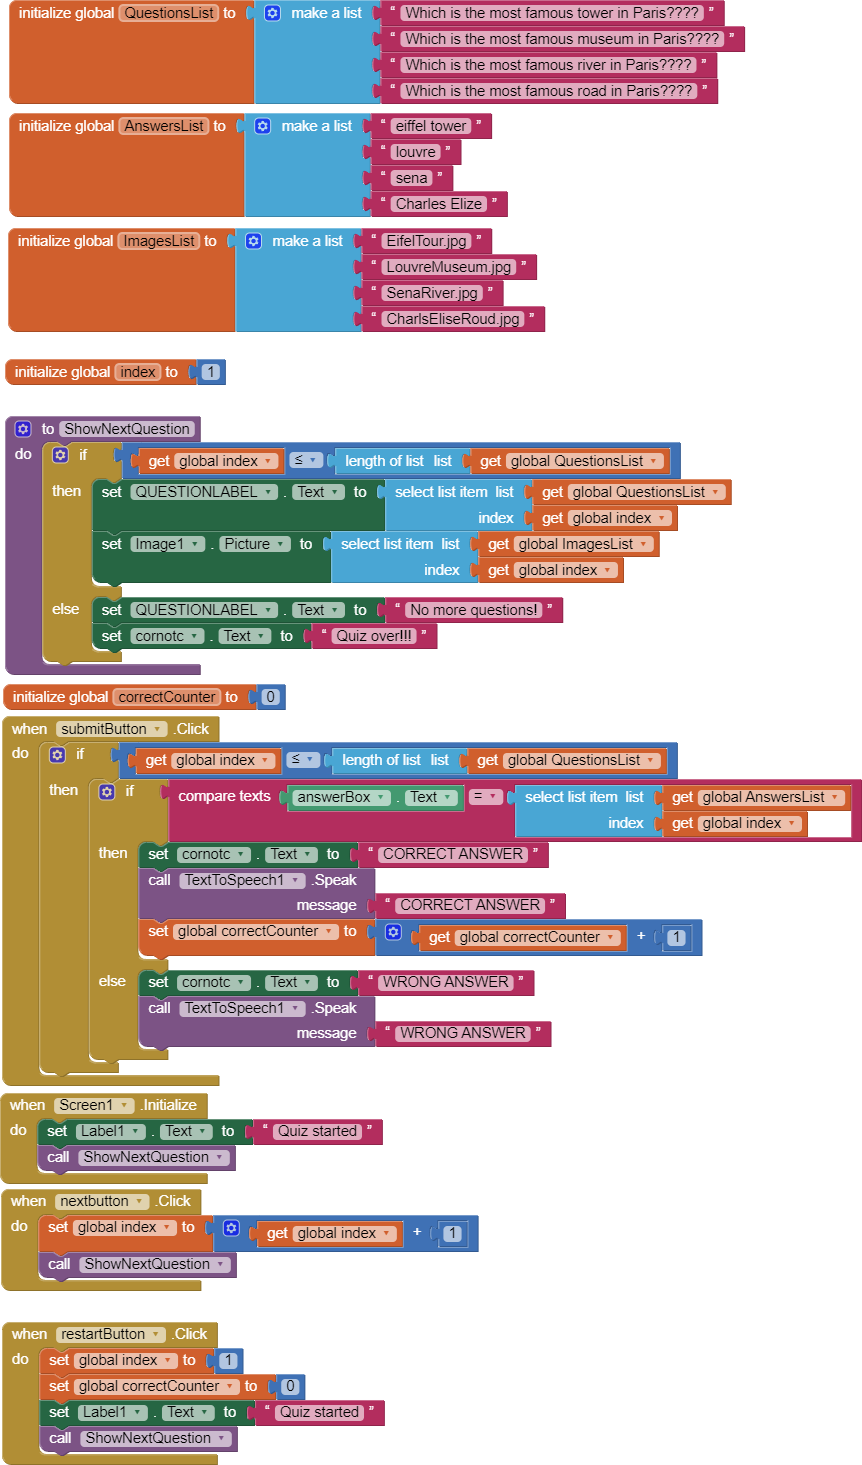 initialize global QuestionsList to make a list " Which is the most famous tower in Paris???? "
" Which is the most famous museum in Paris???? "
" Which is the most famous river in Paris???? "
" Which is the most famous road in Paris???? "
initialize global AnswersList to make a list " eiffel tower "
" louvre "
" sena "
" Charles Elize "
initialize global ImagesList to make a list " EifelTour.jpg "
" LouvreMuseum.jpg "
" SenaRiver.jpg "
" CharlsEliseRoud.jpg "
initialize global index to 1
to ShowNextQuestion
do if get global index ≤ length of list list get global QuestionsList
then set QUESTIONLABEL . Text to select list item list get global QuestionsList
index get global index
set Image1 . Picture to select list item list get global ImagesList
index get global index
else set QUESTIONLABEL . Text to " No more questions! "
set cornotc . Text to " Quiz over!!! "
initialize global correctCounter to 0
when submitButton .Click
do if get global index ≤ length of list list get global QuestionsList
then if compare texts answerBox . Text = select list item list get global AnswersList
index get global index
then set cornotc . Text to " CORRECT ANSWER "
call TextToSpeech1 .Speak
message " CORRECT ANSWER "
set global correctCounter to get global correctCounter + 1
else set cornotc . Text to " WRONG ANSWER "
call TextToSpeech1 .Speak
message " WRONG ANSWER "
when Screen1 .Initialize
do set Label1 . Text to " Quiz started "
call ShowNextQuestion
when nextbutton .Click
do set global index to get global index + 1
call ShowNextQuestion
when restartButton .Click
do set global index to 1
set global correctCounter to 0
set Label1 . Text to " Quiz started "
call ShowNextQuestion